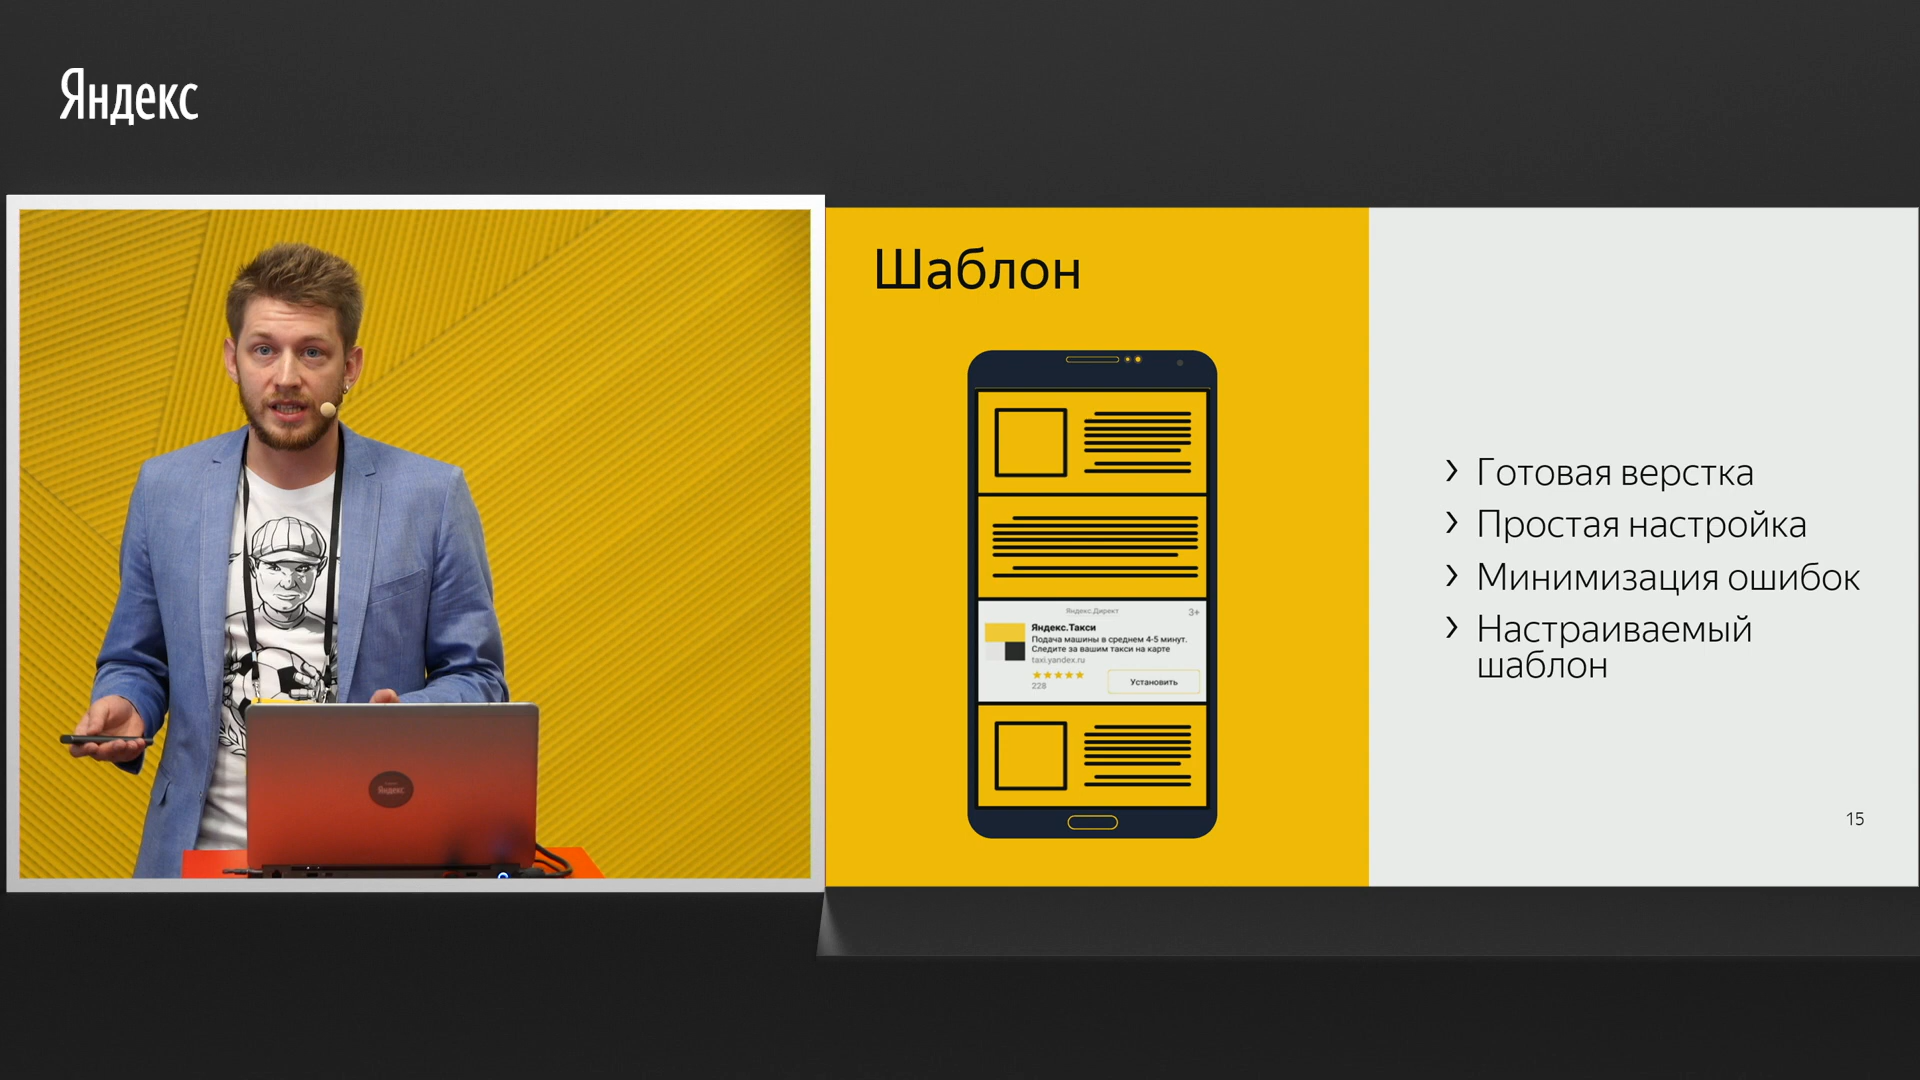 Яндекс
Шаблон
Яндекс.Директ
3+
Яндекс.Такси
Подача машины в среднем 4-5 минут.
Следите за вашим такси на карте
taxi.yandex.ru
228
Установить
› Готовая верстка
› Простая настройка
› Минимизация ошибок
› Настраиваемый
шаблон
15
Яндекс